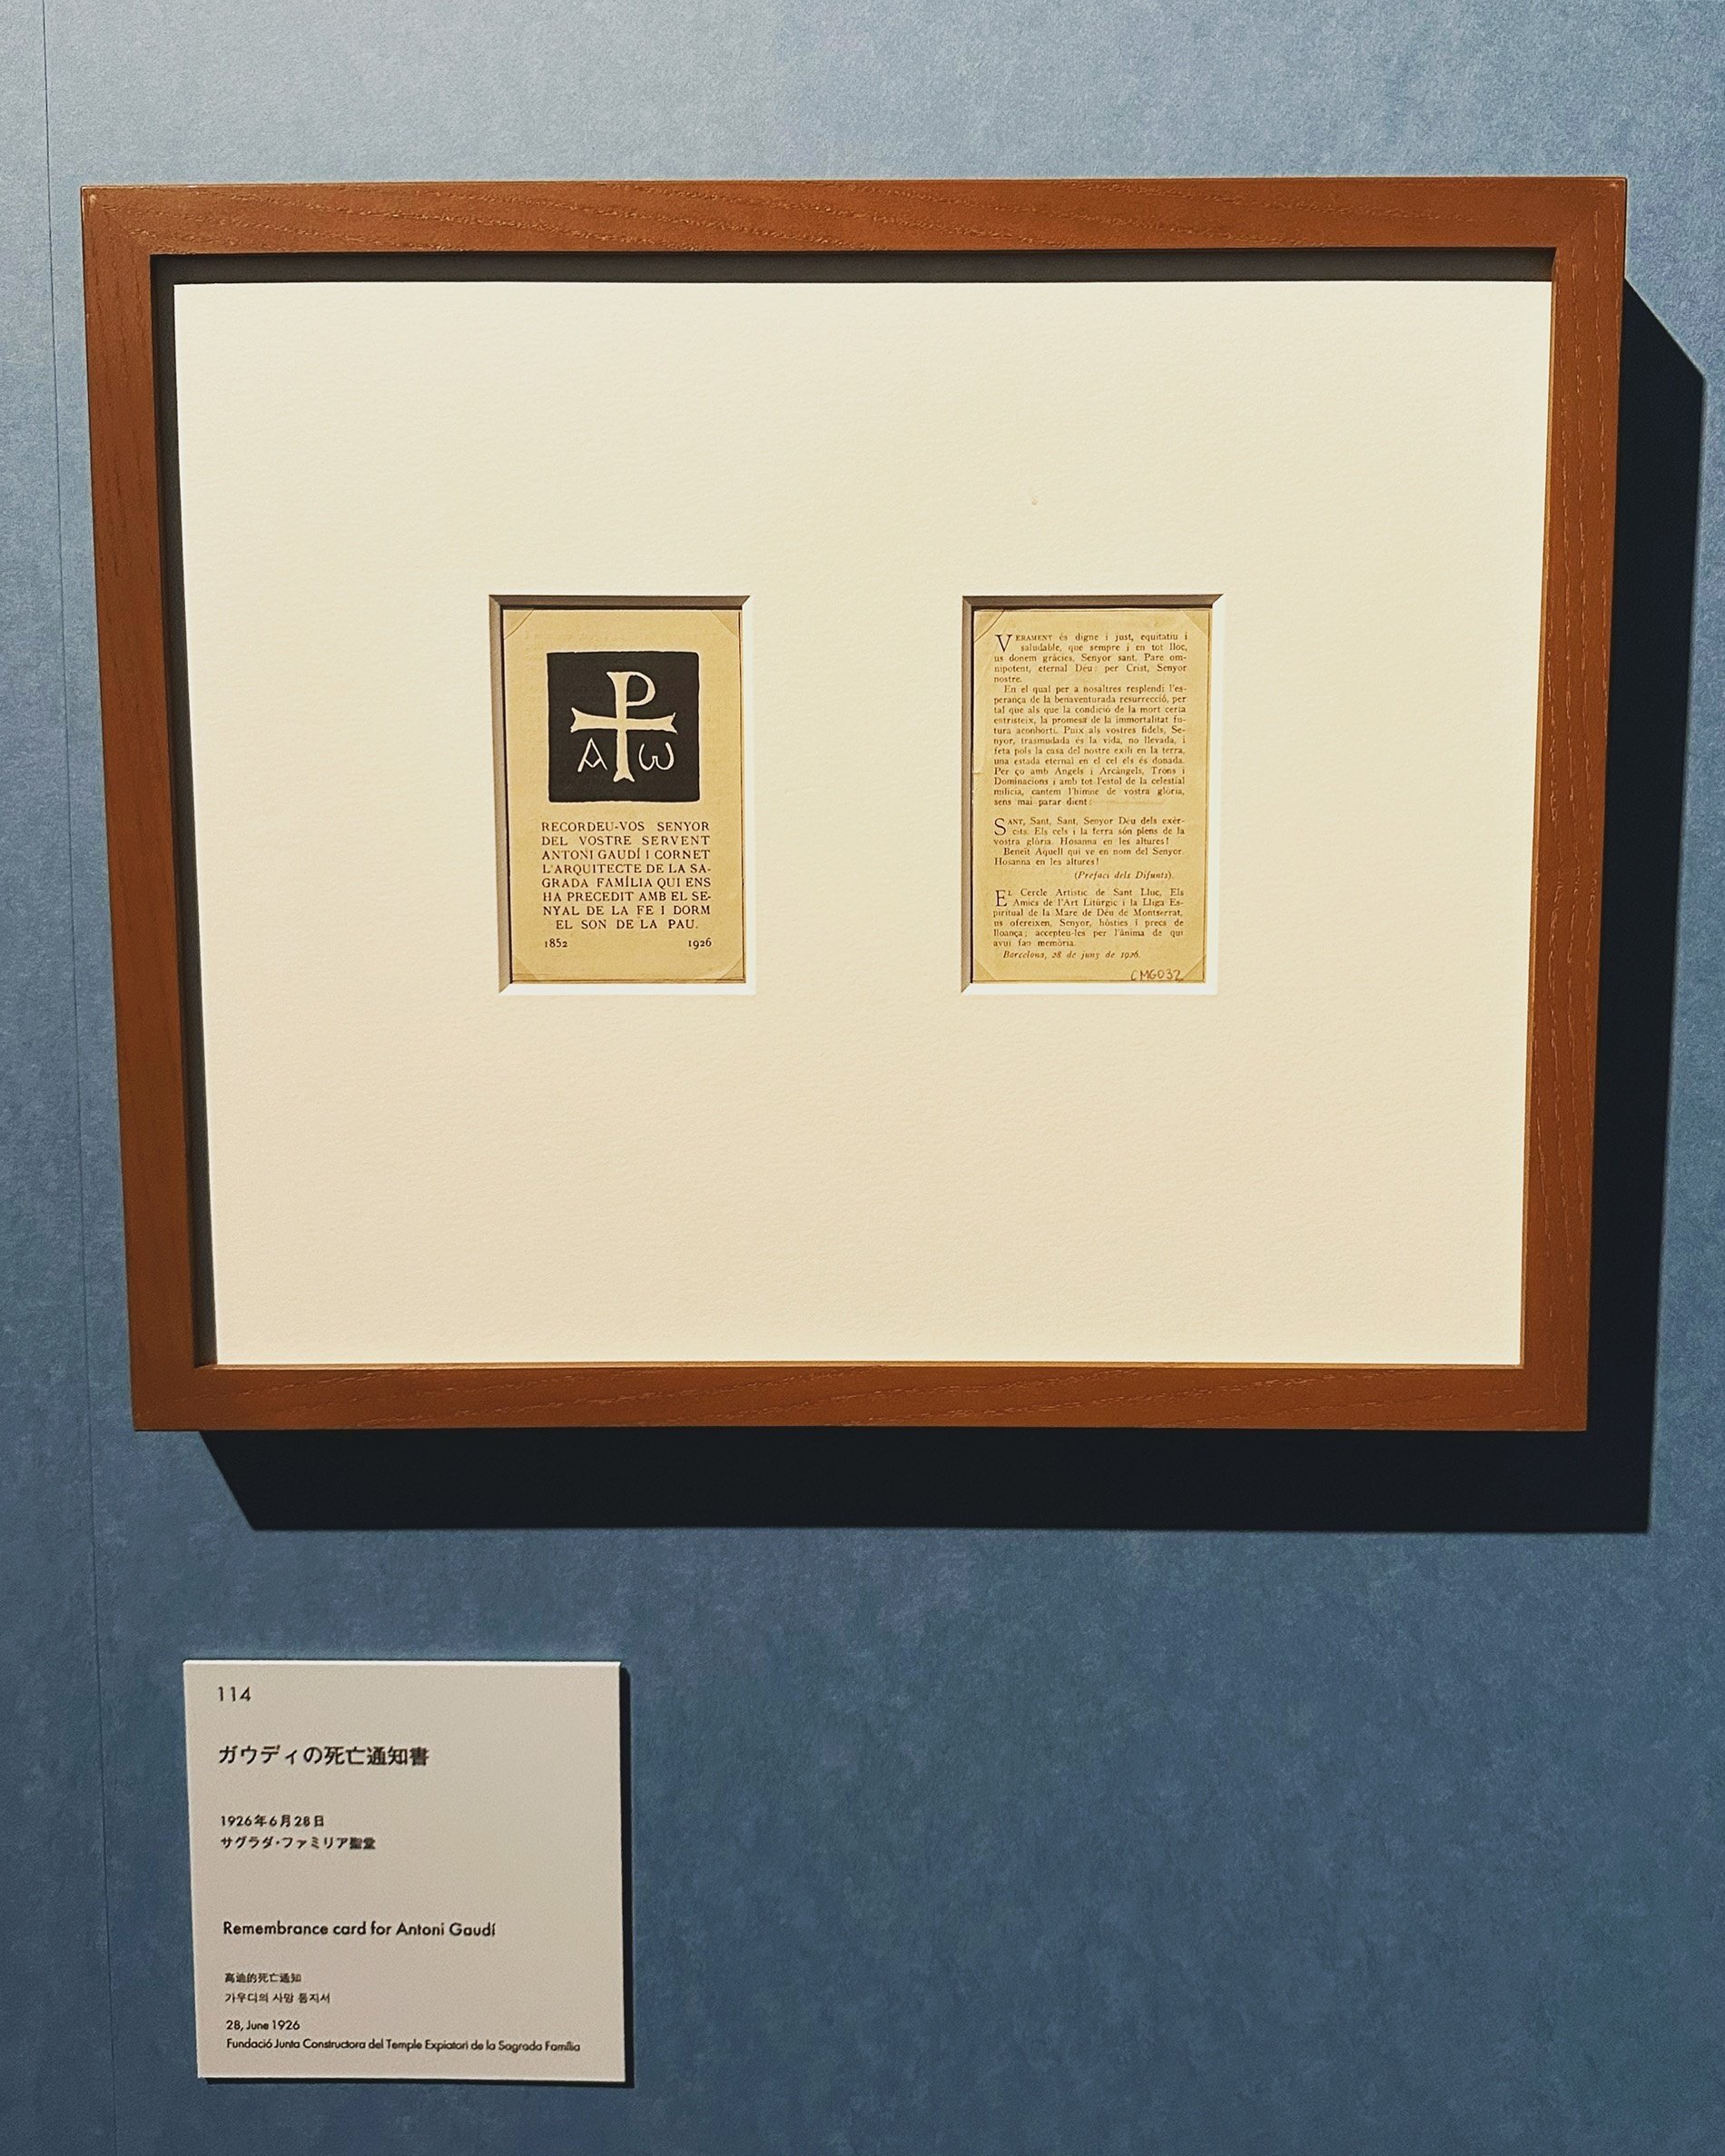 P
A ω
RECORDEU-VOS SENYOR
DEL VOSTRE SERVENT
ANTONI GAUDÍ I CORNET
L'ARQUITECTE DE LA SA-
GRADA FAMÍLIA QUI ENS
HA PRECEDIT AMB EL SE-
NYAL DE LA FE I DORM
EL SON DE LA PAU.
1852 1926
VERAMENT és digne i just, equitatiu i
saludable, que sempre i en tot lloc,
us donem gràcies, Senyor sant, Pare om-
nipotent, eternal Déu: per Crist, Senyor
nostre.
En el qual per a nosaltres resplendí l'es-
perança de la benaventurada resurrecció, per
tal que als que la condició de la mort certa
entristeix, la promesa de la immortalitat fu-
tura aconhorti. Puix als vostres fidels, Se-
nyor, trasmudada és la vida, no llevada, i
feta pols la casa del nostre exili en la terra,
una estada eternal en el cel els és donada.
Per ço amb Àngels i Arcàngels, Trons i
Dominacions i amb tot l'estol de la celestial
milícia, cantem l'himne de vostra glòria,
sens mai parar dient:
SANT, Sant, Sant, Senyor Déu dels exèr-
cits. Els cels i la terra són plens de la
vostra glòria. Hosanna en les altures!
Beneït Aquell qui ve en nom del Senyor.
Hosanna en les altures!
(Prefaci dels Difunts).
EL Cercle Artístic de Sant Lluc, Els
Amics de l'Art Litúrgic i la Lliga Es-
piritual de la Mare de Déu de Montserrat,
us ofereixen, Senyor, hòsties i precs de
lloança; accepteu-les per l'ànima de qui
avui fan memòria.
Barcelona, 28 de juny de 1926.
CMG032
114
ガウディの死亡通知書
1926年6月28日
サグラダ・ファミリア聖堂
Remembrance card for Antoni Gaudí
高迪的死亡通知
가우디의 사망 통지서
28, June 1926
Fundació Junta Constructora del Temple Expiatori de la Sagrada Família